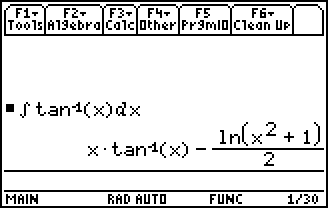 F1▾ F2▾ F3▾ F4▾ F5 F6▾
Tools Algebra Calc Other PrgmIO Clean Up
■ ∫tan⁻¹(x)dx
x·tan⁻¹(x) − ln(x² + 1)/2
MAIN RAD AUTO FUNC 1/30